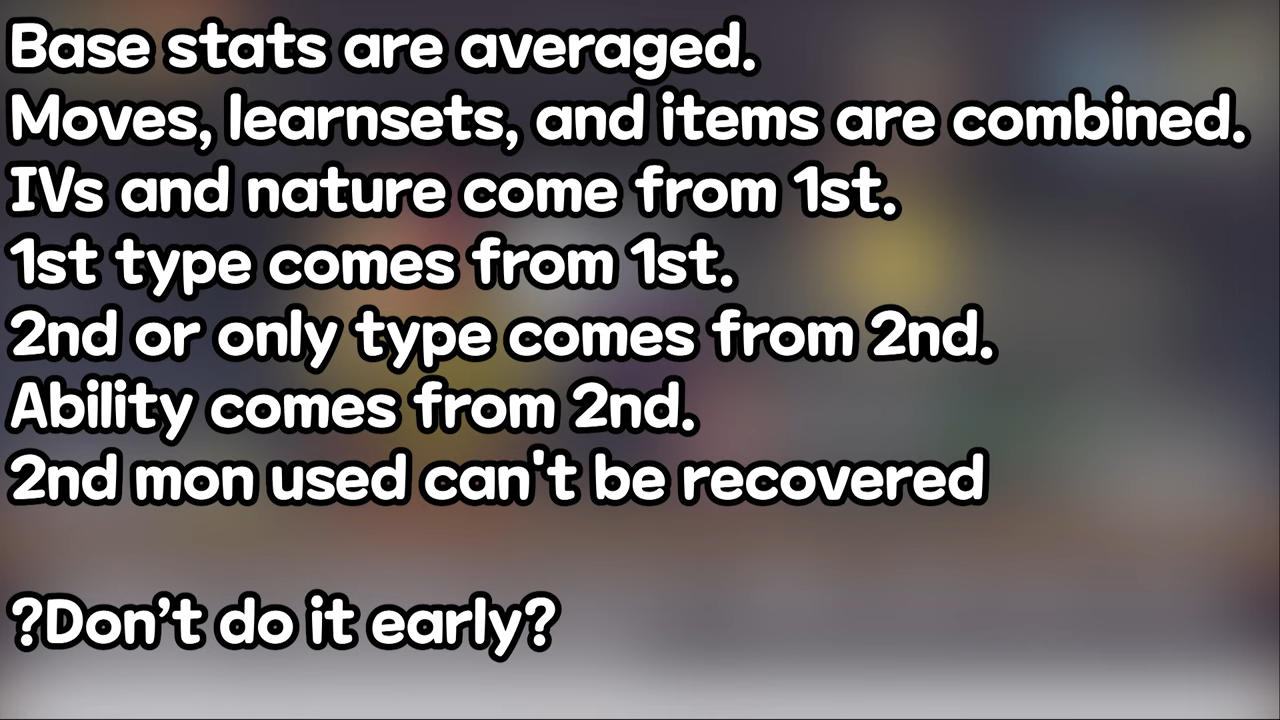 Base stats are averaged.
Moves, learnsets, and items are combined.
IVs and nature come from 1st.
1st type comes from 1st.
2nd or only type comes from 2nd.
Ability comes from 2nd.
2nd mon used can't be recovered
?Don’t do it early?